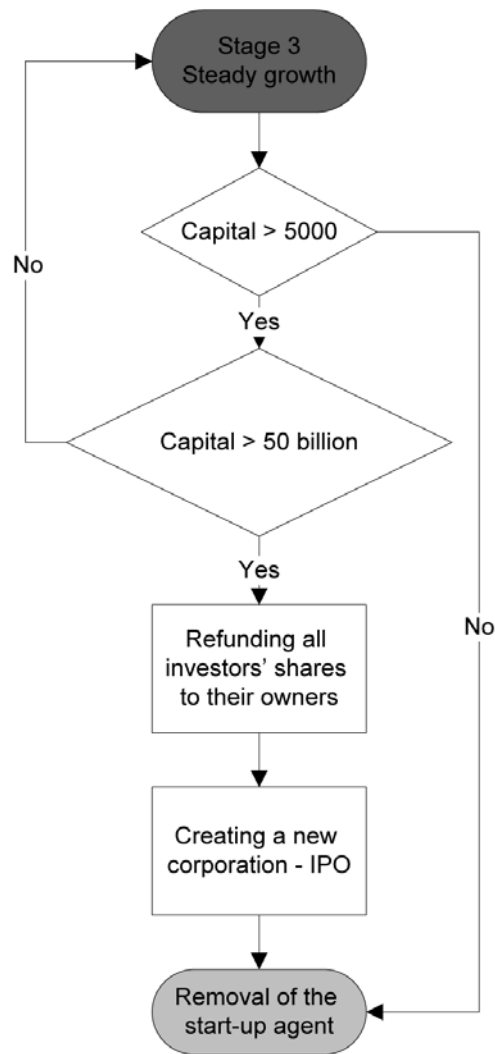 Stage 3
Steady growth
Capital > 5000
No
Yes
Capital > 50 billion
Yes
No
Refunding all
investors’ shares
to their owners
Creating a new
corporation - IPO
Removal of the
start-up agent